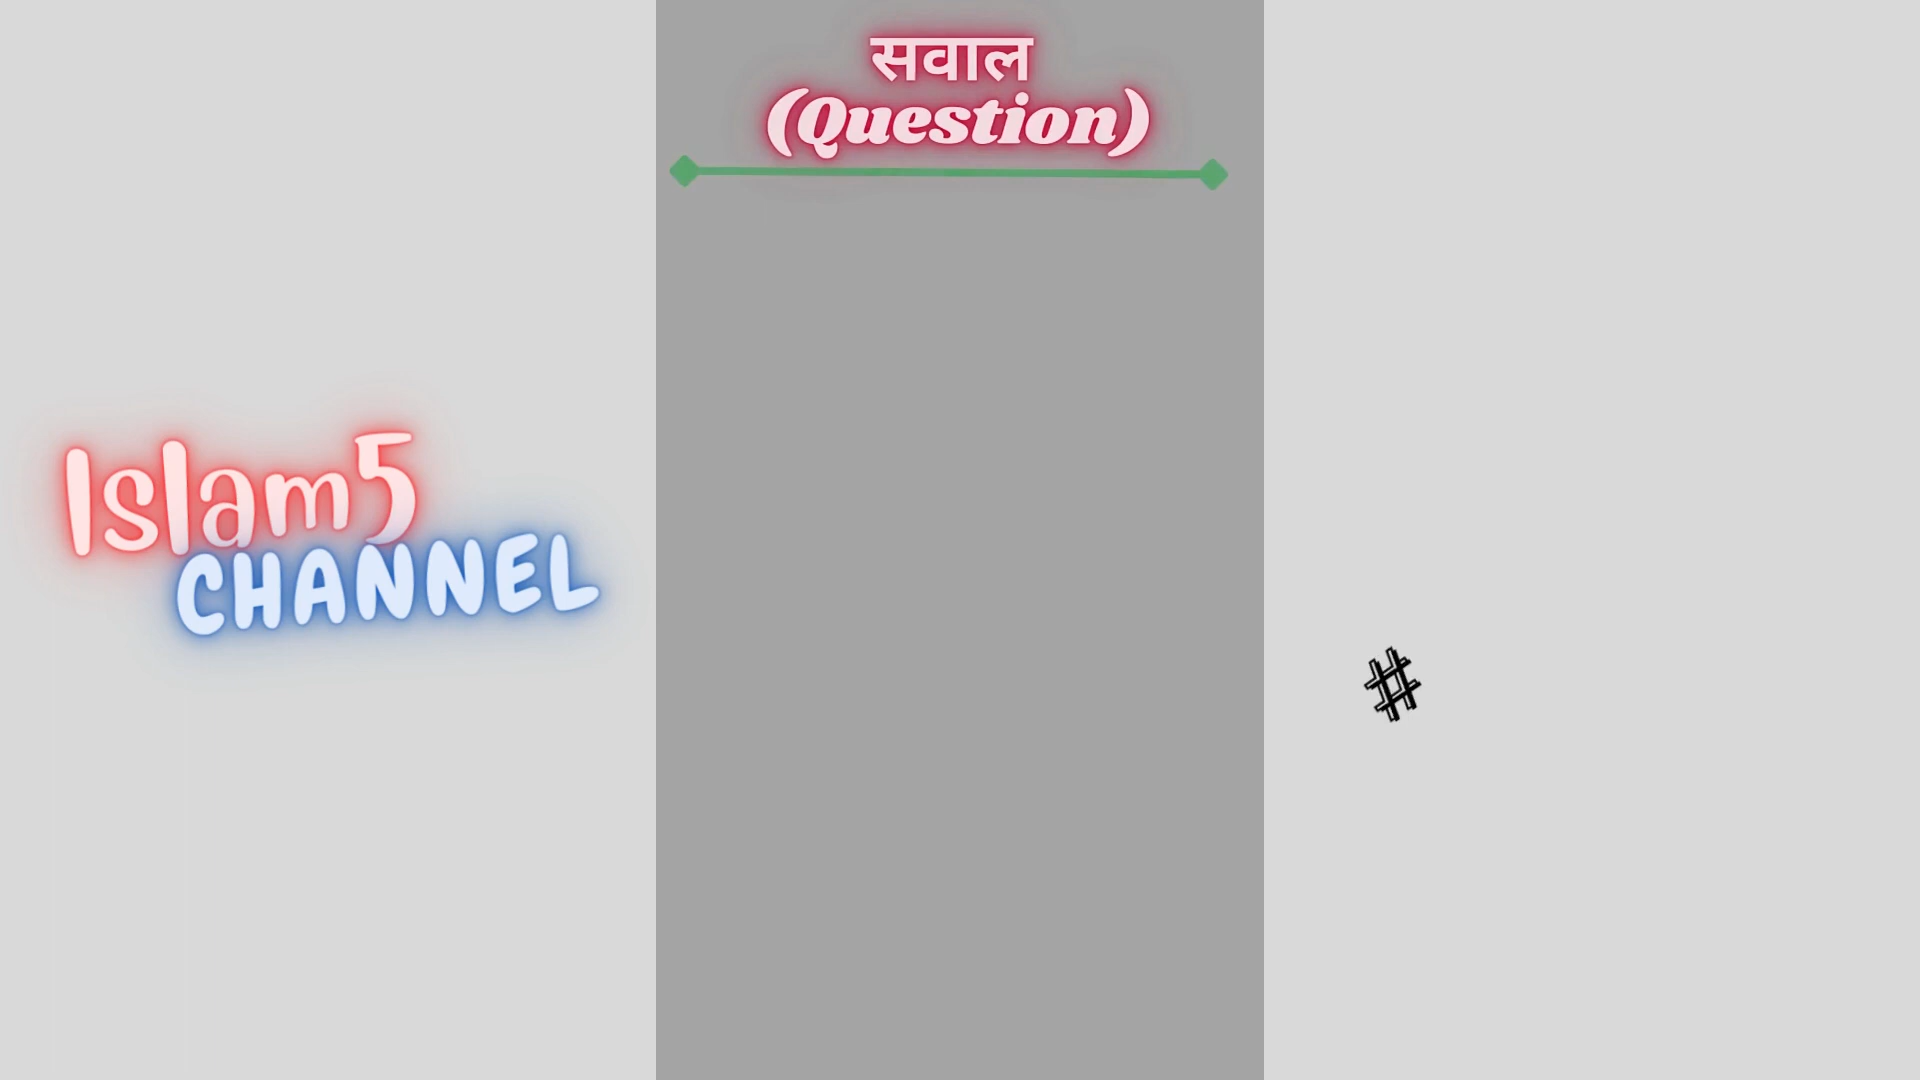 सवाल
(Question)
Islam5
CHANNEL
#